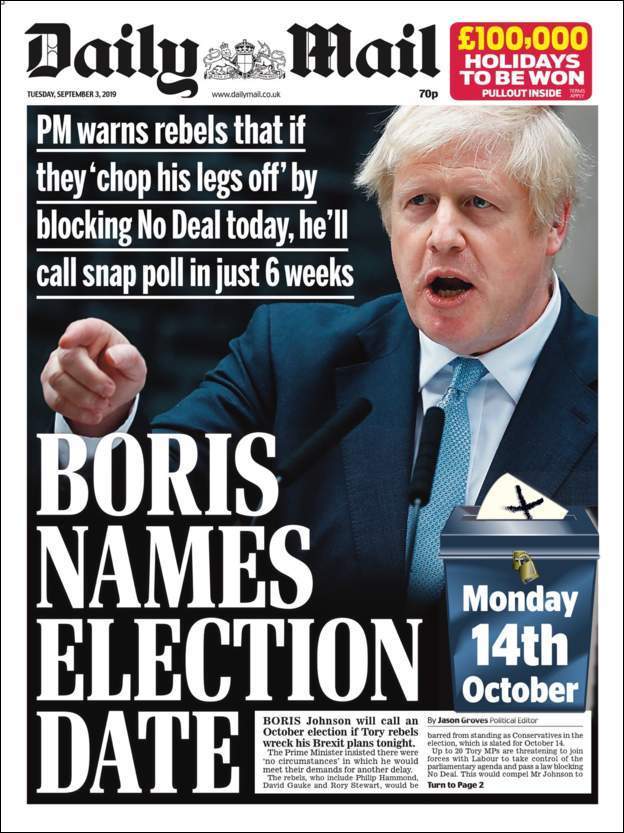 Daily Mail
£100,000
HOLIDAYS
TO BE WON
PULLOUT INSIDE TERMS APPLY
TUESDAY, SEPTEMBER 3, 2019
www.dailymail.co.uk
70p
PM warns rebels that if
they ‘chop his legs off’ by
blocking No Deal today, he’ll
call snap poll in just 6 weeks
BORIS
NAMES
ELECTION
DATE
Monday
14th
October
BORIS Johnson will call an
October election if Tory rebels
wreck his Brexit plans tonight.
The Prime Minister insisted there were
‘no circumstances’ in which he would
meet their demands for another delay.
The rebels, who include Philip Hammond,
David Gauke and Rory Stewart, would be
By Jason Groves Political Editor
barred from standing as Conservatives in the
election, which is slated for October 14.
Up to 20 Tory MPs are threatening to join
forces with Labour to take control of the
parliamentary agenda and pass a law blocking
No Deal. This would compel Mr Johnson to
Turn to Page 2